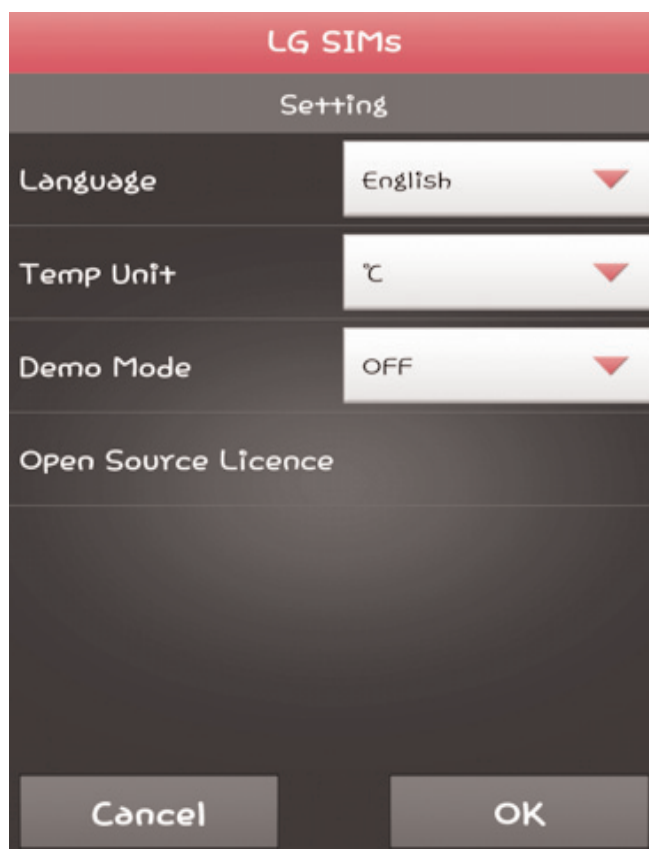 LG SIMs
Setting
Language English
Temp Unit ℃
Demo Mode OFF
Open Source Licence
Cancel OK